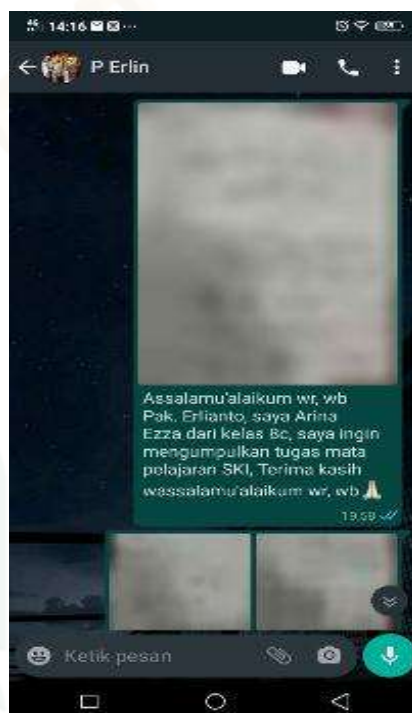 14:16
P Erlin
Assalamu'alaikum wr, wb
Pak. Erlianto, saya Arina
Ezza dari kelas 8c, saya ingin
mengumpulkan tugas mata
pelajaran SKI, Terima kasih
wassalamu'alaikum wr, wb 🙏🏻
19.58
Ketik pesan